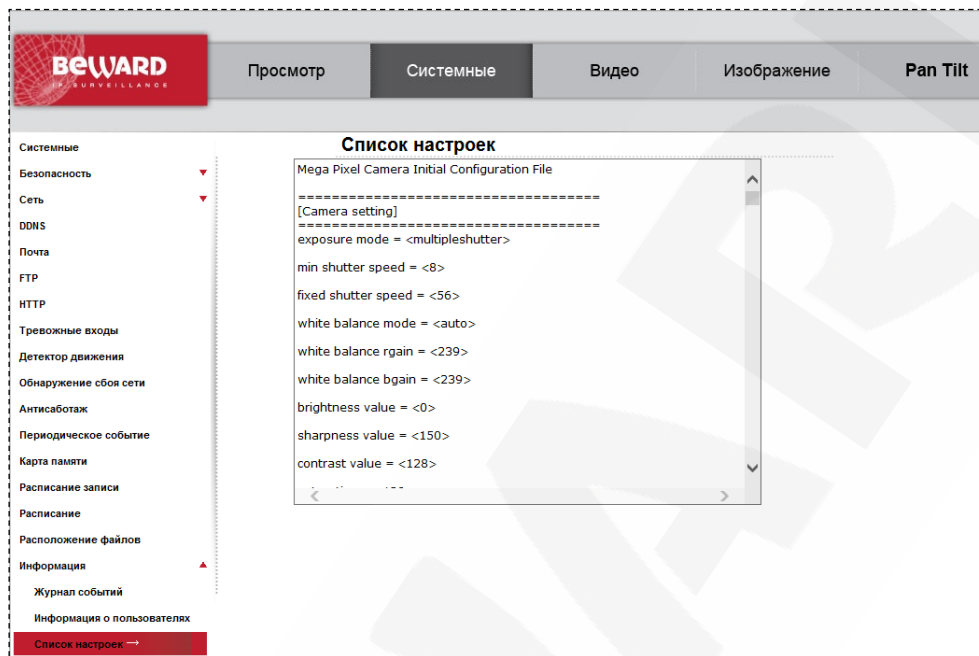 BEWARD
IP SURVEILLANCE
Просмотр
Системные
Видео
Изображение
Pan Tilt
Системные
Безопасность
Сеть
DDNS
Почта
FTP
HTTP
Тревожные входы
Детектор движения
Обнаружение сбоя сети
Антисаботаж
Периодическое событие
Карта памяти
Расписание записи
Расписание
Расположение файлов
Информация
Журнал событий
Информация о пользователях
Список настроек →
Список настроек
Mega Pixel Camera Initial Configuration File
====================================
[Camera setting]
====================================
exposure mode = <multipleshutter>
min shutter speed = <8>
fixed shutter speed = <56>
white balance mode = <auto>
white balance rgain = <239>
white balance bgain = <239>
brightness value = <0>
sharpness value = <150>
contrast value = <128>